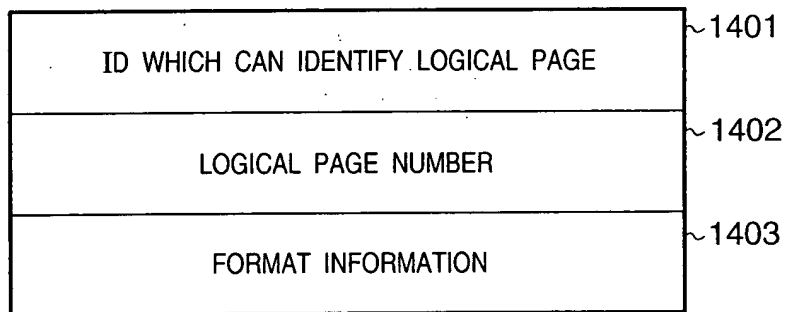 ID WHICH CAN IDENTIFY LOGICAL PAGE
1401
LOGICAL PAGE NUMBER
1402
FORMAT INFORMATION
1403